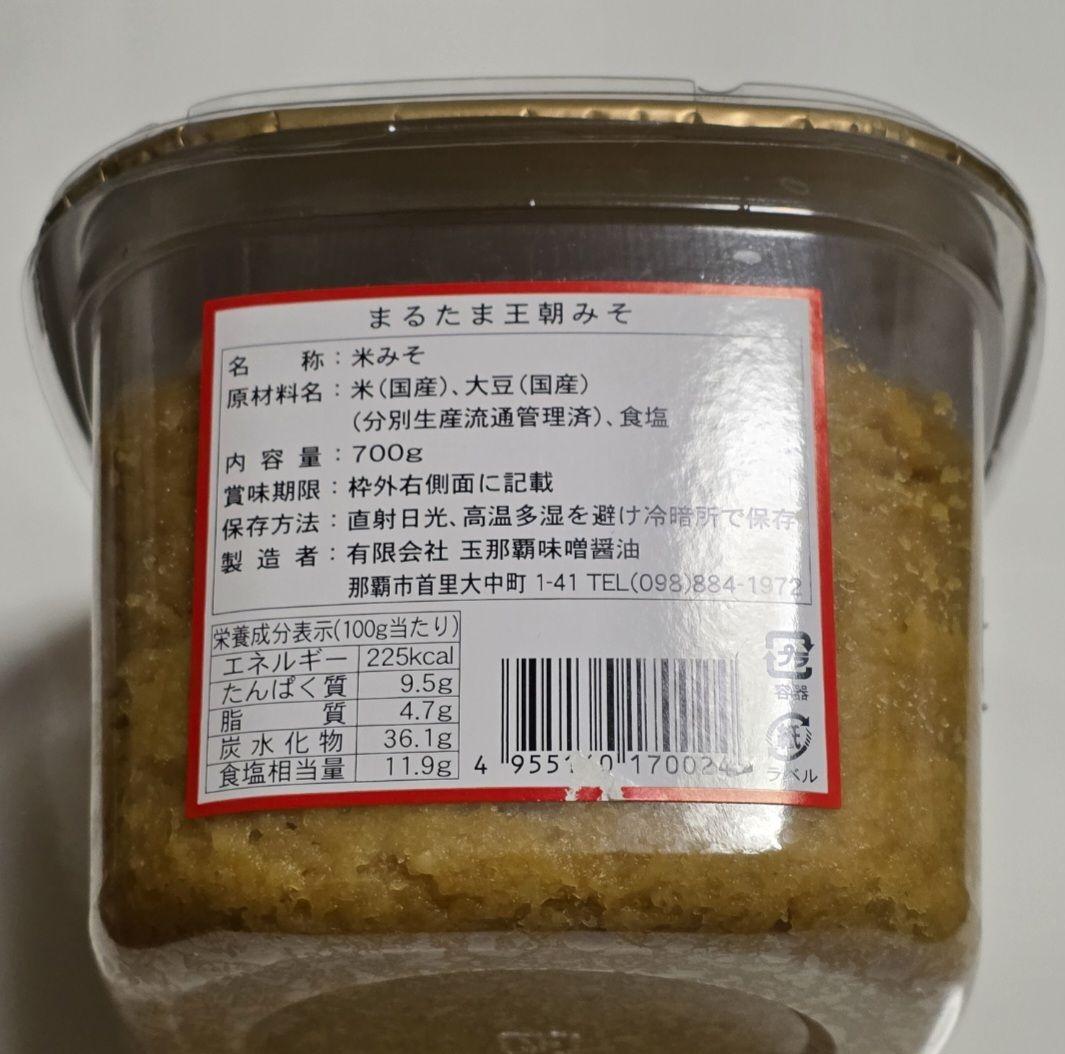 まるたま王朝みそ
名　　称：米みそ
原材料名：米（国産）、大豆（国産）
（分別生産流通管理済）、食塩
内 容 量：700g
賞味期限：枠外右側面に記載
保存方法：直射日光、高温多湿を避け冷暗所で保存
製 造 者：有限会社 玉那覇味噌醤油
那覇市首里大中町 1-41 TEL(098)884-1972
栄養成分表示(100g当たり)
エネルギー 225kcal
たんぱく質 9.5g
脂　　質 4.7g
炭水化物 36.1g
食塩相当量 11.9g
プラ
容器
紙
ラベル